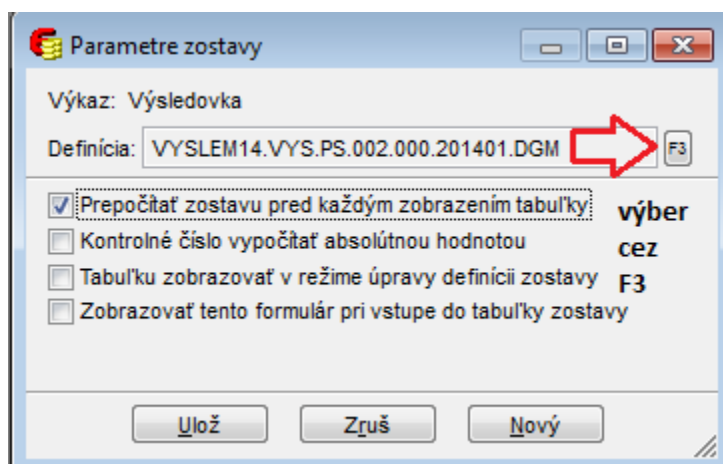 Parametre zostavy
Výkaz: Výsledovka
Definícia: VYSLEM14.VYS.PS.002.000.201401.DGM F3
Prepočítať zostavu pred každým zobrazením tabuľky
Kontrolné číslo vypočítať absolútnou hodnotou
Tabuľku zobrazovať v režime úpravy definícii zostavy
Zobrazovať tento formulár pri vstupe do tabuľky zostavy
výber
cez
F3
Ulož Zruš Nový